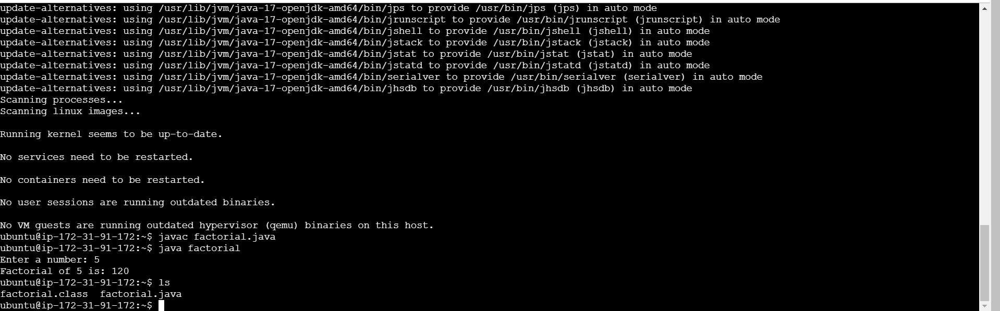 update-alternatives: using /usr/lib/jvm/java-17-openjdk-amd64/bin/jps to provide /usr/bin/jps (jps) in auto mode
update-alternatives: using /usr/lib/jvm/java-17-openjdk-amd64/bin/jrunscript to provide /usr/bin/jrunscript (jrunscript) in auto mode
update-alternatives: using /usr/lib/jvm/java-17-openjdk-amd64/bin/jshell to provide /usr/bin/jshell (jshell) in auto mode
update-alternatives: using /usr/lib/jvm/java-17-openjdk-amd64/bin/jstack to provide /usr/bin/jstack (jstack) in auto mode
update-alternatives: using /usr/lib/jvm/java-17-openjdk-amd64/bin/jstat to provide /usr/bin/jstat (jstat) in auto mode
update-alternatives: using /usr/lib/jvm/java-17-openjdk-amd64/bin/jstatd to provide /usr/bin/jstatd (jstatd) in auto mode
update-alternatives: using /usr/lib/jvm/java-17-openjdk-amd64/bin/serialver to provide /usr/bin/serialver (serialver) in auto mode
update-alternatives: using /usr/lib/jvm/java-17-openjdk-amd64/bin/jhsdb to provide /usr/bin/jhsdb (jhsdb) in auto mode
Scanning processes...
Scanning linux images...
Running kernel seems to be up-to-date.
No services need to be restarted.
No containers need to be restarted.
No user sessions are running outdated binaries.
No VM guests are running outdated hypervisor (qemu) binaries on this host.
ubuntu@ip-172-31-91-172:~$ javac factorial.java
ubuntu@ip-172-31-91-172:~$ java factorial
Enter a number: 5
Factorial of 5 is: 120
ubuntu@ip-172-31-91-172:~$ ls
factorial.class  factorial.java
ubuntu@ip-172-31-91-172:~$